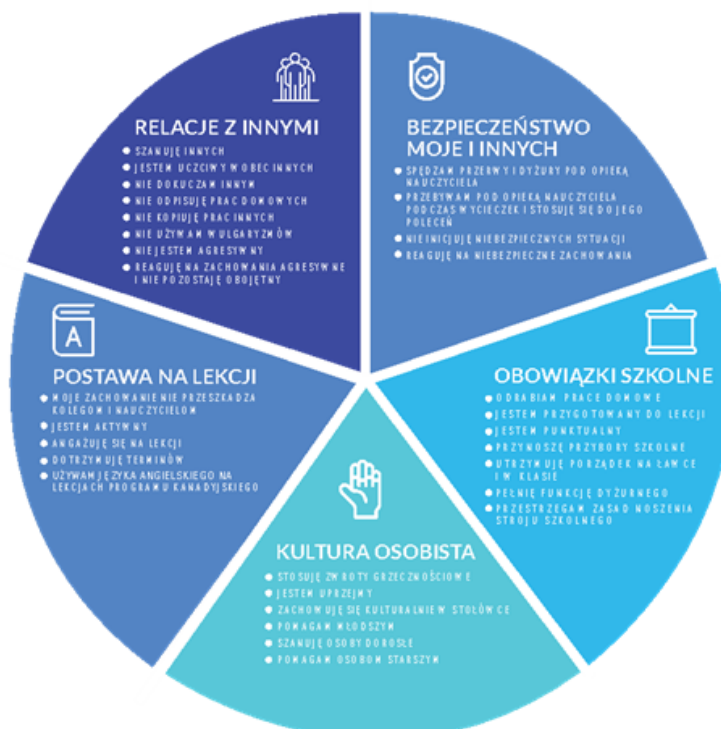 RELACJE Z INNYMI
SZANUJĘ INNYCH
JESTEM UCZCIWY WOBEC INNYCH
NIE DOKUCZAM INNYM
NIE ODPISUJĘ PRAC DOMOWYCH
NIE KOPIUJĘ PRAC INNYCH
NIE UŻYWAM WULGARYZMÓW
NIE JESTEM AGRESYWNY
REAGUJĘ NA ZACHOWANIA AGRESYWNE
I NIE POZOSTAJĘ OBOJĘTNY
BEZPIECZEŃSTWO
MOJE I INNYCH
SPĘDZAM PRZERWY I DYŻURY POD OPIEKĄ
NAUCZYCIELA
PRZEBYWAM POD OPIEKĄ NAUCZYCIELA
PODCZAS WYCIECZEK I STOSUJĘ SIĘ DO JEGO
POLECEŃ
NIE INICJUJĘ NIEBEZPIECZNYCH SYTUACJI
REAGUJĘ NA NIEBEZPIECZNE ZACHOWANIA
A
POSTAWA NA LEKCJI
MOJE ZACHOWANIE NIE PRZESZKADZA
KOLEGOM I NAUCZYCIELOM
JESTEM AKTYWNY
ANGAŻUJĘ SIĘ NA LEKCJI
DOTRZYMUJĘ TERMINÓW
UŻYWAM JĘZYKA ANGIELSKIEGO NA
LEKCJACH PROGRAMU KANADYJSKIEGO
OBOWIĄZKI SZKOLNE
ODRABIAM PRACE DOMOWE
JESTEM PRZYGOTOWANY DO LEKCJI
JESTEM PUNKTUALNY
PRZYNOSZĘ PRZYBORY SZKOLNE
UTRZYMUJĘ PORZĄDEK NA ŁAWCE
I W KLASIE
PEŁNIĘ FUNKCJĘ DYŻURNEGO
PRZESTRZEGAM ZASAD NOSZENIA
STROJU SZKOLNEGO
KULTURA OSOBISTA
STOSUJĘ ZWROTY GRZECZNOŚCIOWE
JESTEM UPRZEJMY
ZACHOWUJĘ SIĘ KULTURALNIE W STOŁÓWCE
POMAGAM MŁODSZYM
SZANUJĘ OSOBY DOROSŁE
POMAGAM OSOBOM STARSZYM